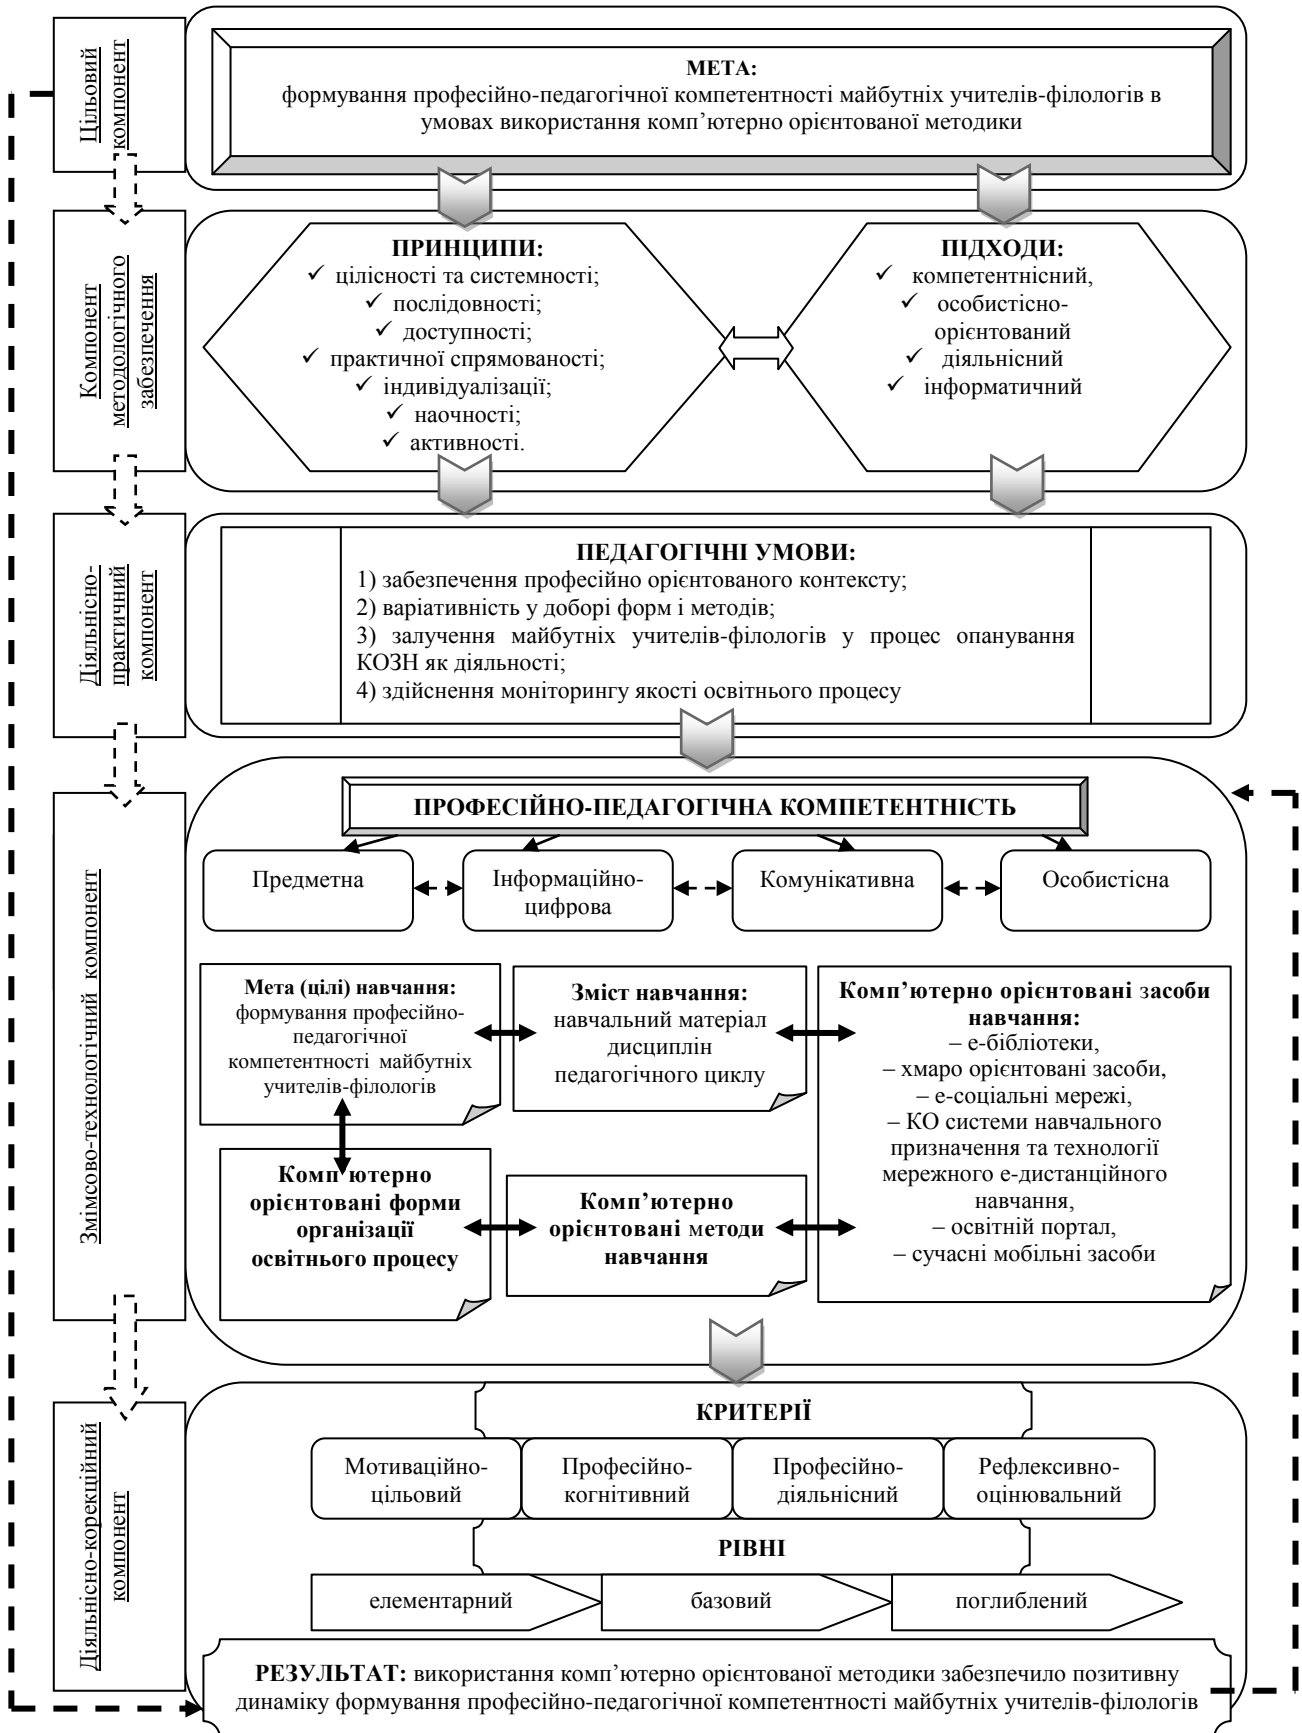 Цільовий
компонент
МЕТА:
формування професійно-педагогічної компетентності майбутніх учителів-філологів в
умовах використання комп’ютерно орієнтованої методики
Компонент
методологічного
забезпечення
ПРИНЦИПИ:
✓ цілісності та системності;
✓ послідовності;
✓ доступності;
✓ практичної спрямованості;
✓ індивідуалізації;
✓ наочності;
✓ активності.
ПІДХОДИ:
✓ компетентнісний,
✓ особистісно-
орієнтований
✓ діяльнісний
✓ інформатичний
Діяльнісно-
практичний
компонент
ПЕДАГОГІЧНІ УМОВИ:
1) забезпечення професійно орієнтованого контексту;
2) варіативність у доборі форм і методів;
3) залучення майбутніх учителів-філологів у процес опанування
КОЗН як діяльності;
4) здійснення моніторингу якості освітнього процесу
Змімсово-технологічний компонент
ПРОФЕСІЙНО-ПЕДАГОГІЧНА КОМПЕТЕНТНІСТЬ
Предметна
Інформаційно-
цифрова
Комунікативна
Особистісна
Мета (цілі) навчання:
формування професійно-
педагогічної
компетентності майбутніх
учителів-філологів
Зміст навчання:
навчальний матеріал
дисциплін
педагогічного циклу
Комп’ютерно орієнтовані засоби
навчання:
– е-бібліотеки,
– хмаро орієнтовані засоби,
– е-соціальні мережі,
– КО системи навчального
призначення та технології
мережного е-дистанційного
навчання,
– освітній портал,
– сучасні мобільні засоби
Комп’ютерно
орієнтовані форми
організації
освітнього процесу
Комп’ютерно
орієнтовані методи
навчання
Діяльнісно-корекційний
компонент
КРИТЕРІЇ
Мотиваційно-
цільовий
Професійно-
когнітивний
Професійно-
діяльнісний
Рефлексивно-
оцінювальний
РІВНІ
елементарний
базовий
поглиблений
РЕЗУЛЬТАТ: використання комп’ютерно орієнтованої методики забезпечило позитивну
динаміку формування професійно-педагогічної компетентності майбутніх учителів-філологів